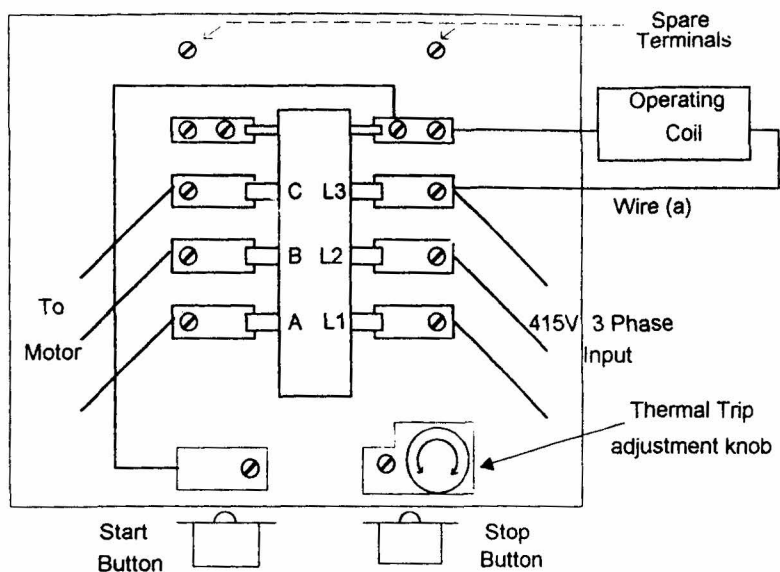 Spare
Terminals
Operating
Coil
C L3
Wire (a)
B L2
To
Motor
A L1
415V 3 Phase
Input
Thermal Trip
adjustment knob
Start
Button
Stop
Button